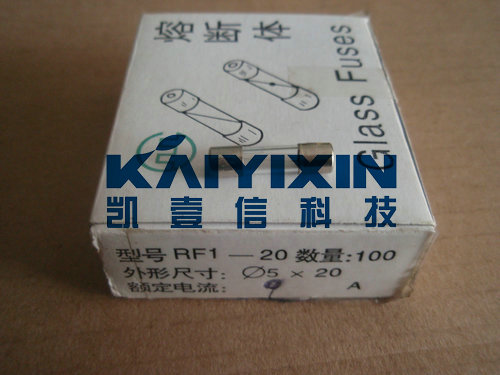 熔断体
Glass Fuses
KAIYIXIN
凯壹信科技
型号 RF1 — 20 数量:100
外形尺寸: Ø5 × 20
额定电流: A